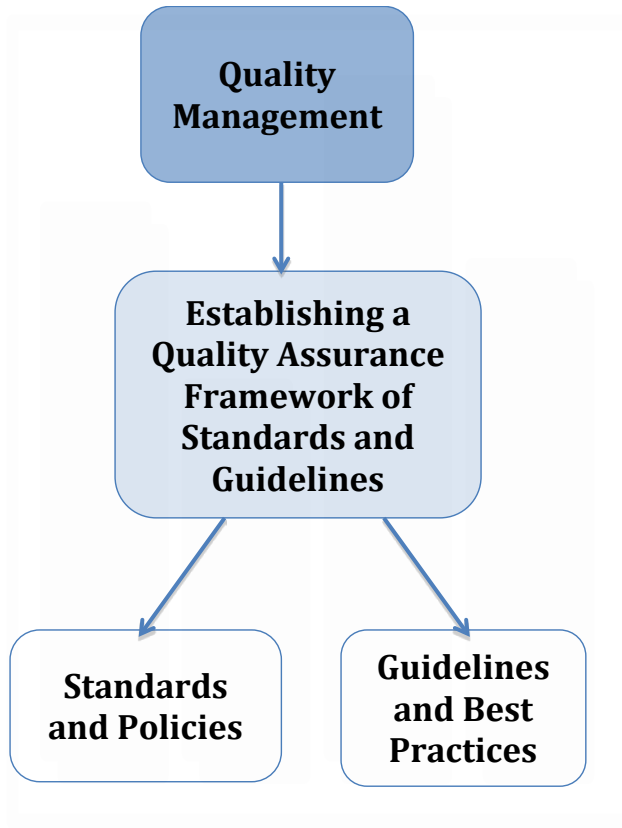 Quality
Management
Establishing a
Quality Assurance
Framework of
Standards and
Guidelines
Standards
and Policies
Guidelines
and Best
Practices